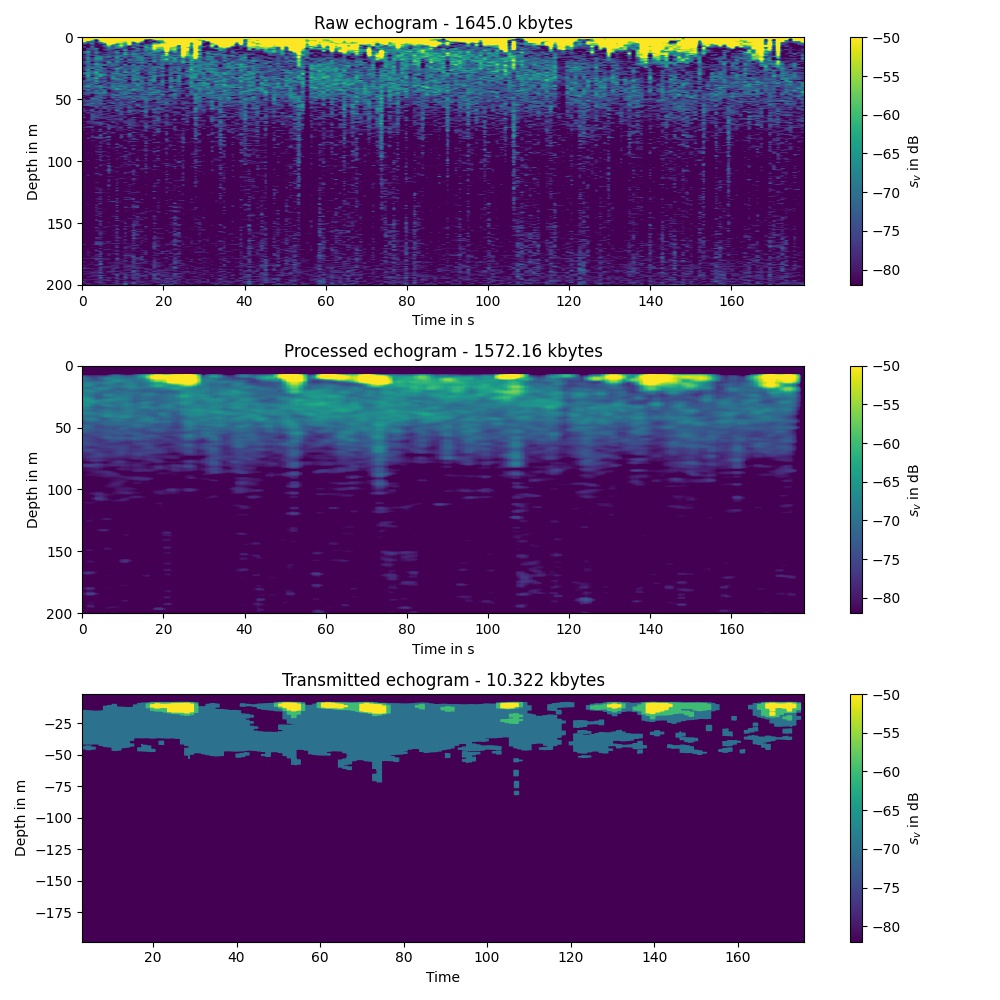 Raw echogram - 1645.0 kbytes
0
50
100
150
200
Depth in m
0 20 40 60 80 100 120 140 160
Time in s
−50
−55
−60
−65
−70
−75
−80
sv in dB
Processed echogram - 1572.16 kbytes
0
50
100
150
200
Depth in m
0 20 40 60 80 100 120 140 160
Time in s
−50
−55
−60
−65
−70
−75
−80
sv in dB
Transmitted echogram - 10.322 kbytes
−25
−50
−75
−100
−125
−150
−175
Depth in m
20 40 60 80 100 120 140 160
Time
−50
−55
−60
−65
−70
−75
−80
sv in dB